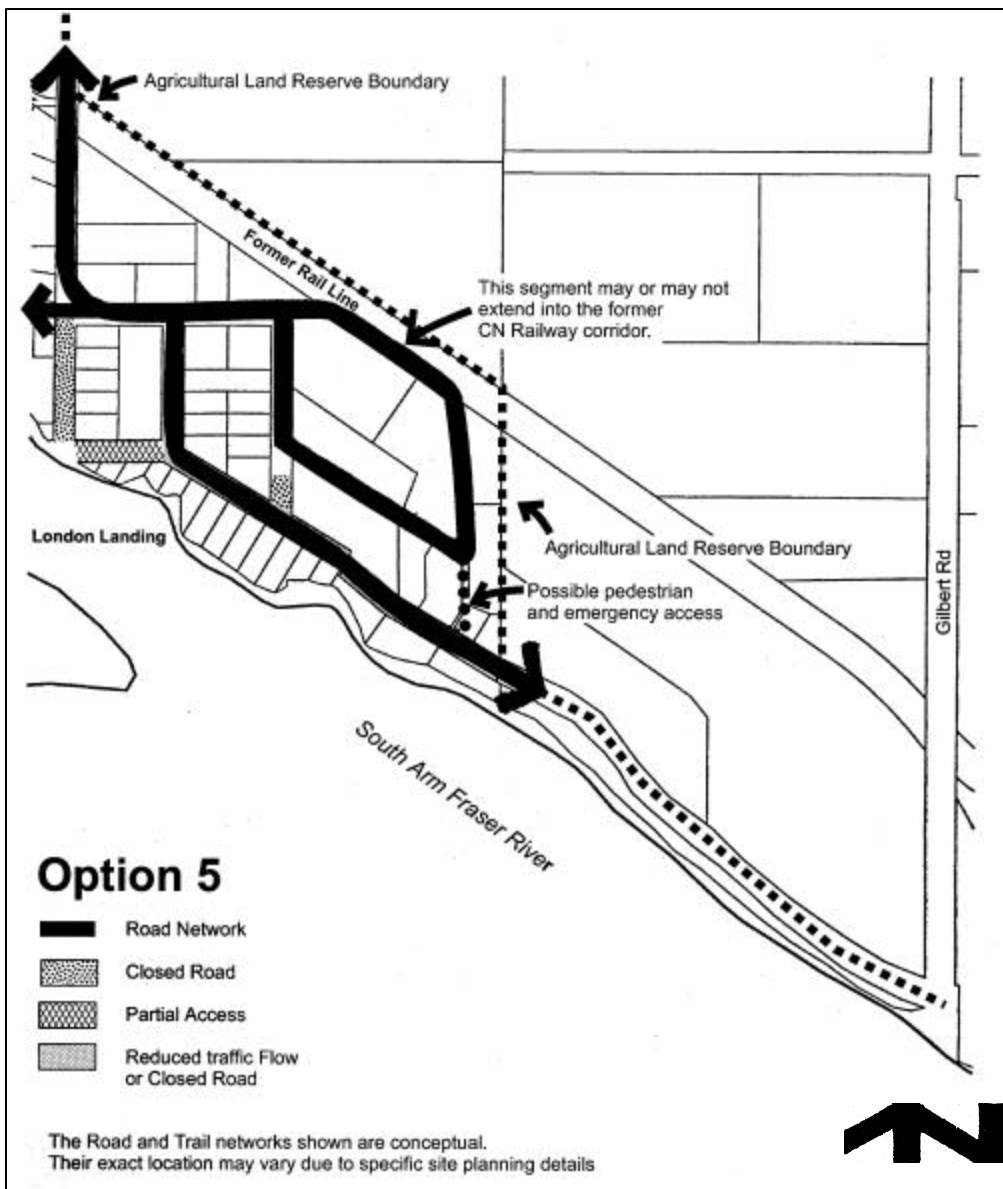 Agricultural Land Reserve Boundary
Former Rail Line
This segment may or may not
extend into the former
CN Railway corridor.
London Landing
Agricultural Land Reserve Boundary
Possible pedestrian
and emergency access
Gilbert Rd
South Arm Fraser River
Option 5
Road Network
Closed Road
Partial Access
Reduced traffic Flow
or Closed Road
The Road and Trail networks shown are conceptual.
Their exact location may vary due to specific site planning details